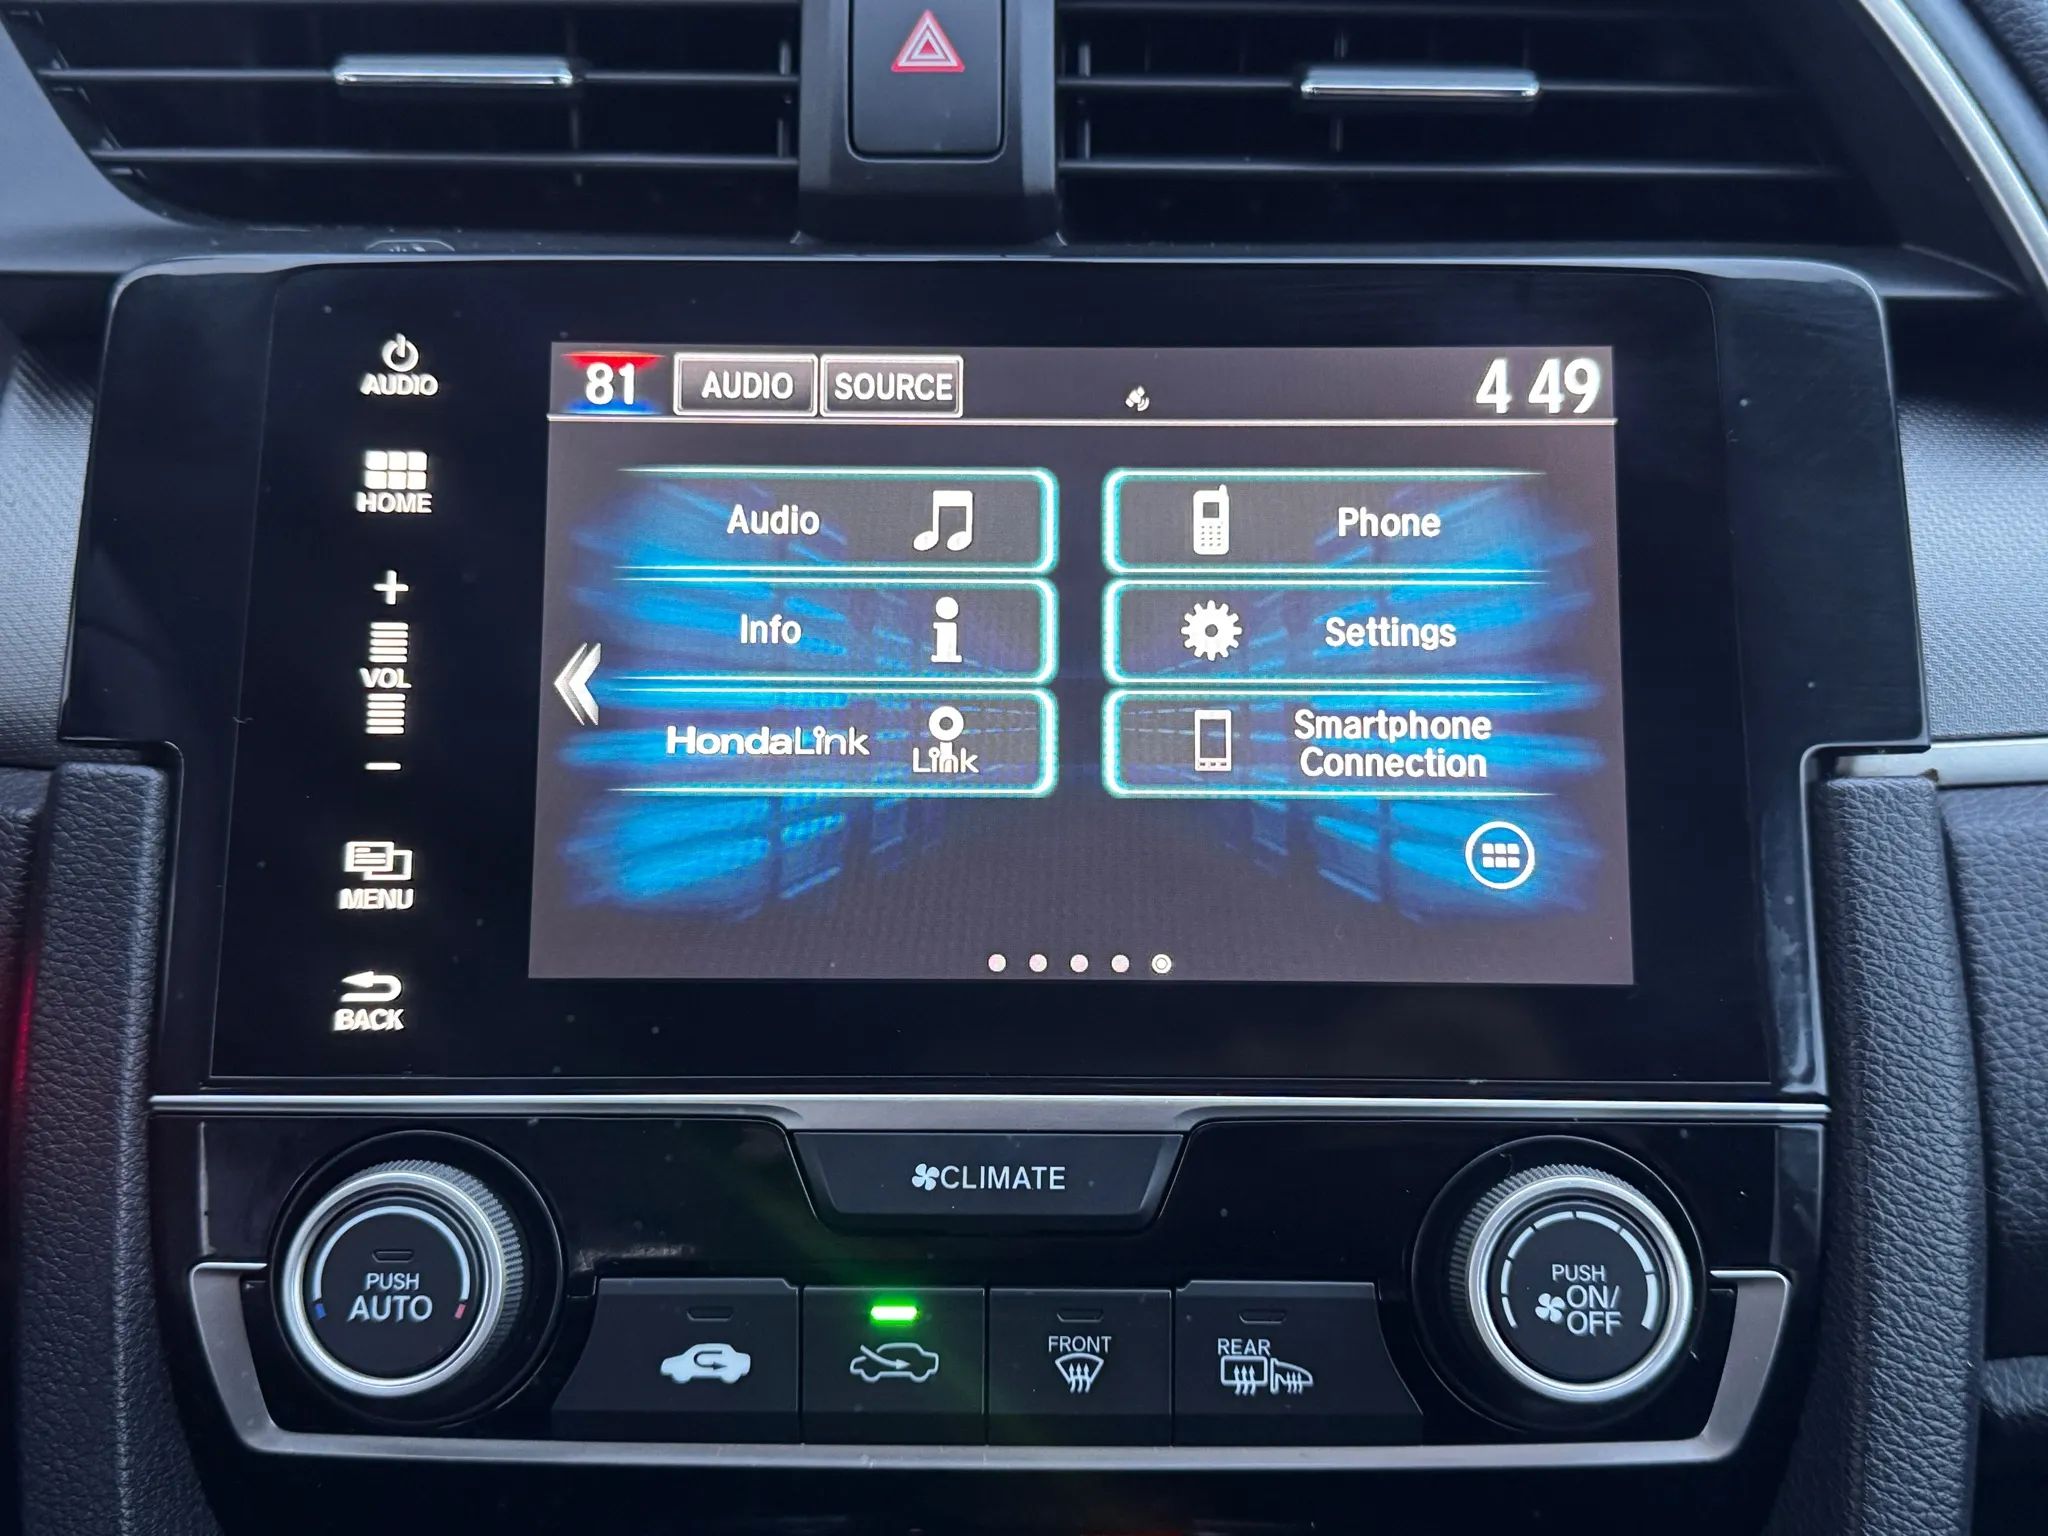 AUDIO
HOME
+
VOL
−
MENU
BACK
81 AUDIO SOURCE 4 49
Audio Phone
Info Settings
HondaLink Link Smartphone
Connection
CLIMATE
PUSH
AUTO
FRONT
REAR
PUSH
ON/
OFF